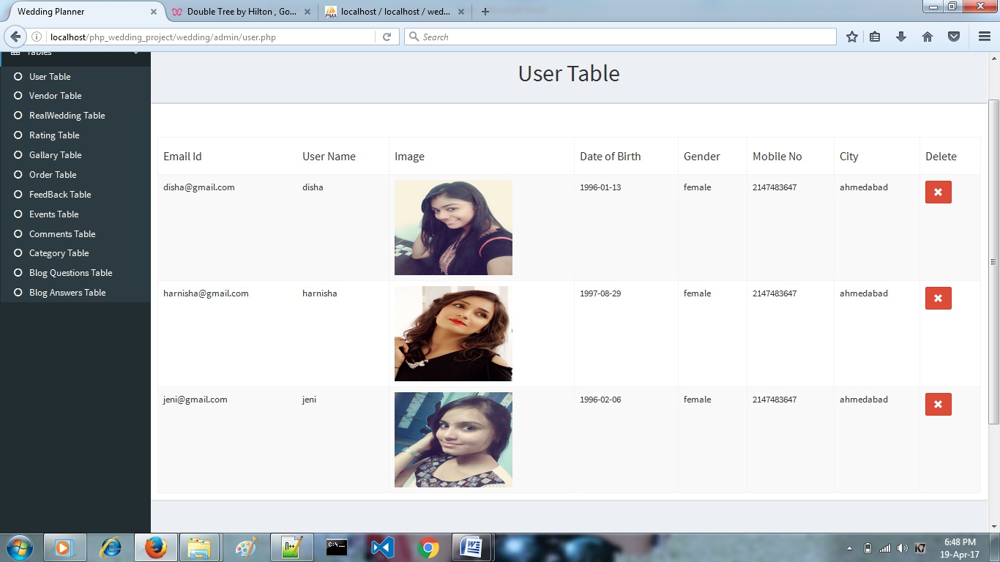 Wedding Planner
Double Tree by Hilton , Go...
localhost / localhost / wed...
localhost/php_wedding_project/wedding/admin/user.php
Search
Tables
User Table
Vendor Table
RealWedding Table
Rating Table
Gallary Table
Order Table
FeedBack Table
Events Table
Comments Table
Category Table
Blog Questions Table
Blog Answers Table
User Table
Email Id User Name Image Date of Birth Gender Mobile No City Delete
disha@gmail.com disha 1996-01-13 female 2147483647 ahmedabad
harnisha@gmail.com harnisha 1997-08-29 female 2147483647 ahmedabad
jeni@gmail.com jeni 1996-02-06 female 2147483647 ahmedabad
6:48 PM
19-Apr-17